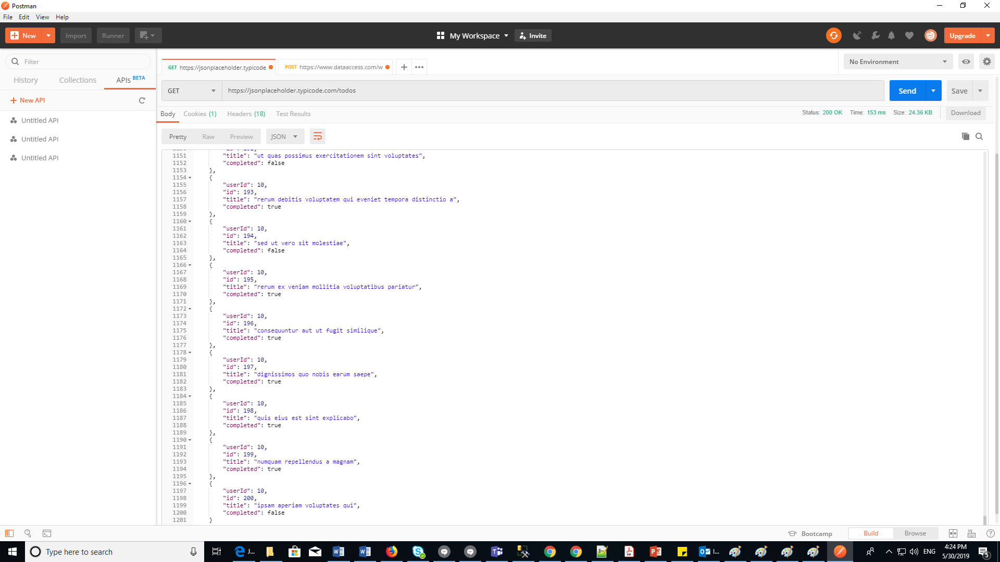 Postman
File Edit View Help
New Import Runner My Workspace Invite Upgrade
Filter
History Collections APIs BETA
New API
Untitled API
Untitled API
Untitled API
GET https://jsonplaceholder.typicode POST https://www.dataaccess.com/w No Environment
GET https://jsonplaceholder.typicode.com/todos Send Save
Body Cookies (1) Headers (18) Test Results Status: 200 OK Time: 153 ms Size: 24.36 KB Download
Pretty Raw Preview JSON
1151 "title": "ut quas possimus exercitationem sint voluptates",
1152 "completed": false
1153 },
1154 {
1155 "userId": 10,
1156 "id": 193,
1157 "title": "rerum debitis voluptatem qui eveniet tempora distinctio a",
1158 "completed": true
1159 },
1160 {
1161 "userId": 10,
1162 "id": 194,
1163 "title": "sed ut vero sit molestiae",
1164 "completed": false
1165 },
1166 {
1167 "userId": 10,
1168 "id": 195,
1169 "title": "rerum ex veniam mollitia voluptatibus pariatur",
1170 "completed": true
1171 },
1172 {
1173 "userId": 10,
1174 "id": 196,
1175 "title": "consequuntur aut ut fugit similique",
1176 "completed": true
1177 },
1178 {
1179 "userId": 10,
1180 "id": 197,
1181 "title": "dignissimos quo nobis earum saepe",
1182 "completed": true
1183 },
1184 {
1185 "userId": 10,
1186 "id": 198,
1187 "title": "quis eius est sint explicabo",
1188 "completed": true
1189 },
1190 {
1191 "userId": 10,
1192 "id": 199,
1193 "title": "numquam repellendus a magnam",
1194 "completed": true
1195 },
1196 {
1197 "userId": 10,
1198 "id": 200,
1199 "title": "ipsam aperiam voluptates qui",
1200 "completed": false
1201 }
Bootcamp Build Browse
Type here to search J... I... ENG 4:24 PM
5/30/2019 5